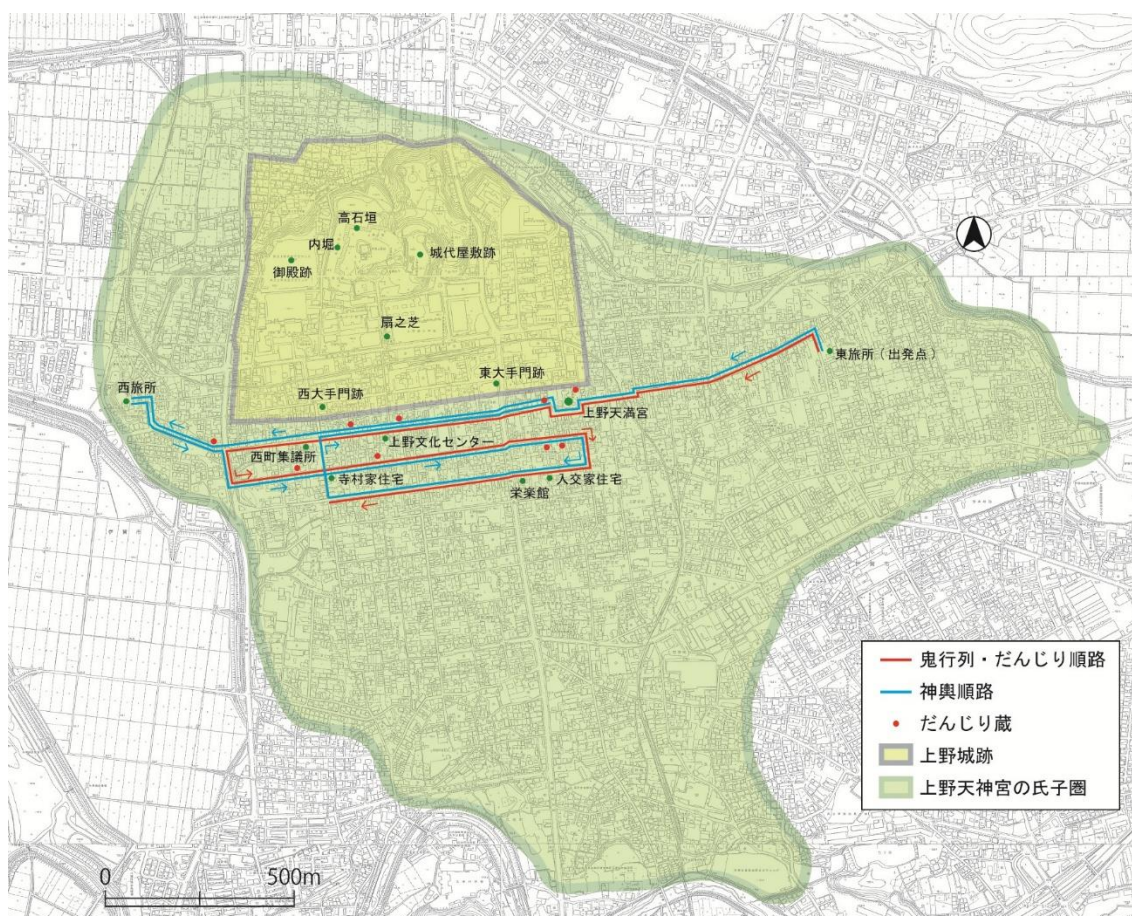 高石垣
内堀
城代屋敷跡
御殿跡
扇之芝
東旅所（出発点）
東大手門跡
西旅所
西大手門跡
上野天満宮
上野文化センター
西町集議所
寺村家住宅
栄楽館
入交家住宅
鬼行列・だんじり順路
神輿順路
だんじり蔵
上野城跡
上野天神宮の氏子圏
0
500m